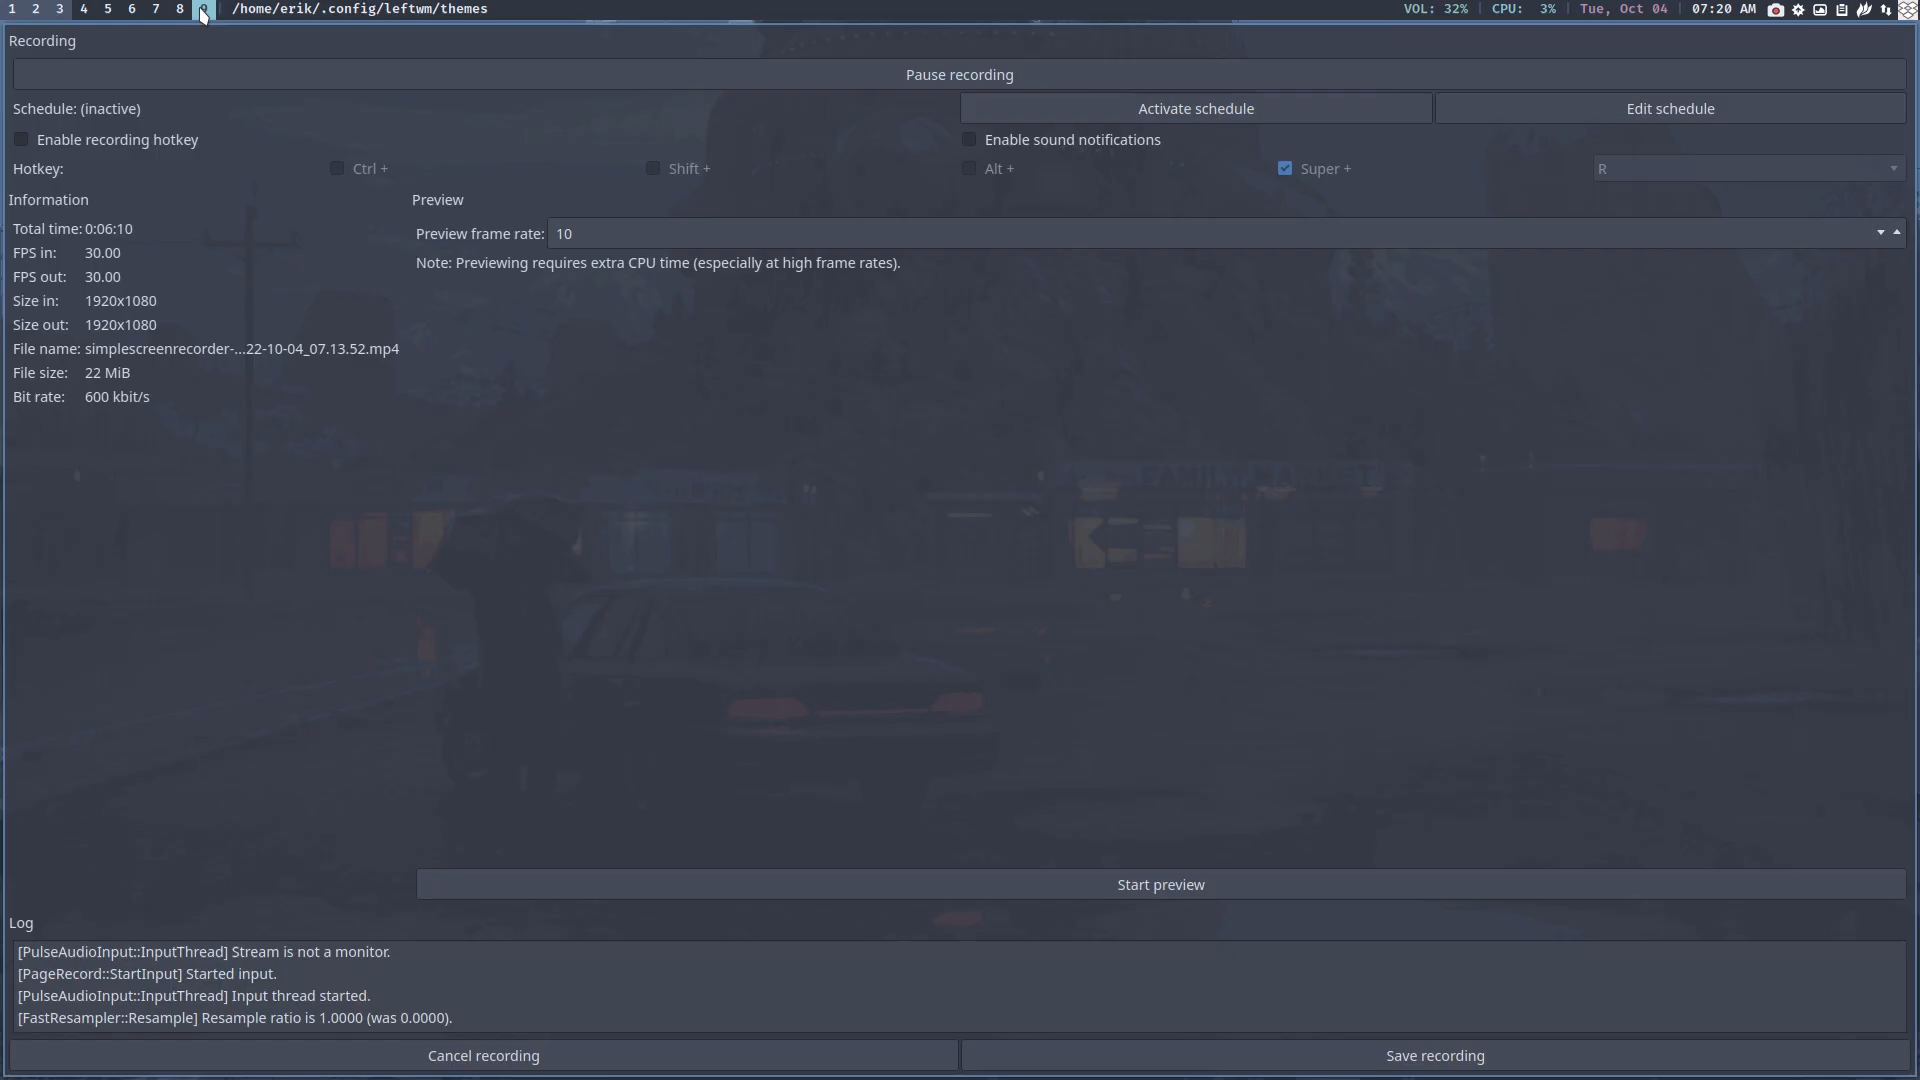 1 2 3 4 5 6 7 8 /home/erik/.config/leftwm/themes VOL: 32% | CPU: 3% | Tue, Oct 04 | 07:20 AM
Recording
Pause recording
Schedule: (inactive) Activate schedule Edit schedule
Enable recording hotkey Enable sound notifications
Hotkey: Ctrl + Shift + Alt + Super + R
Information Preview
Total time: 0:06:10
Preview frame rate: 10
FPS in: 30.00
Note: Previewing requires extra CPU time (especially at high frame rates).
FPS out: 30.00
Size in: 1920x1080
Size out: 1920x1080
File name: simplescreenrecorder-...22-10-04_07.13.52.mp4
File size: 22 MiB
Bit rate: 600 kbit/s
FAMILY MARKET
Start preview
Log
[PulseAudioInput::InputThread] Stream is not a monitor.
[PageRecord::StartInput] Started input.
[PulseAudioInput::InputThread] Input thread started.
[FastResampler::Resample] Resample ratio is 1.0000 (was 0.0000).
Cancel recording Save recording